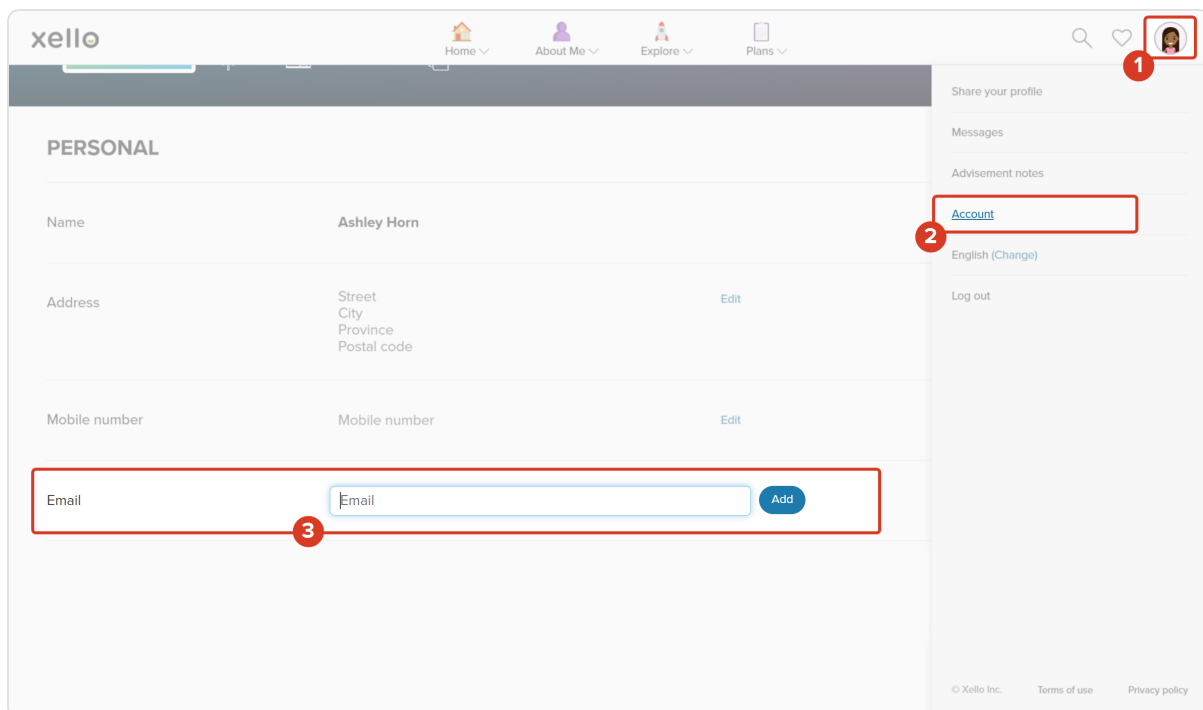 xello
Home
About Me
Explore
Plans
1
Share your profile
Messages
Advisement notes
Account
2
English (Change)
Log out
PERSONAL
Name
Ashley Horn
Address
Street
City
Province
Postal code
Edit
Mobile number
Mobile number
Edit
Email
Email
Add
3
© Xello Inc.
Terms of use
Privacy policy